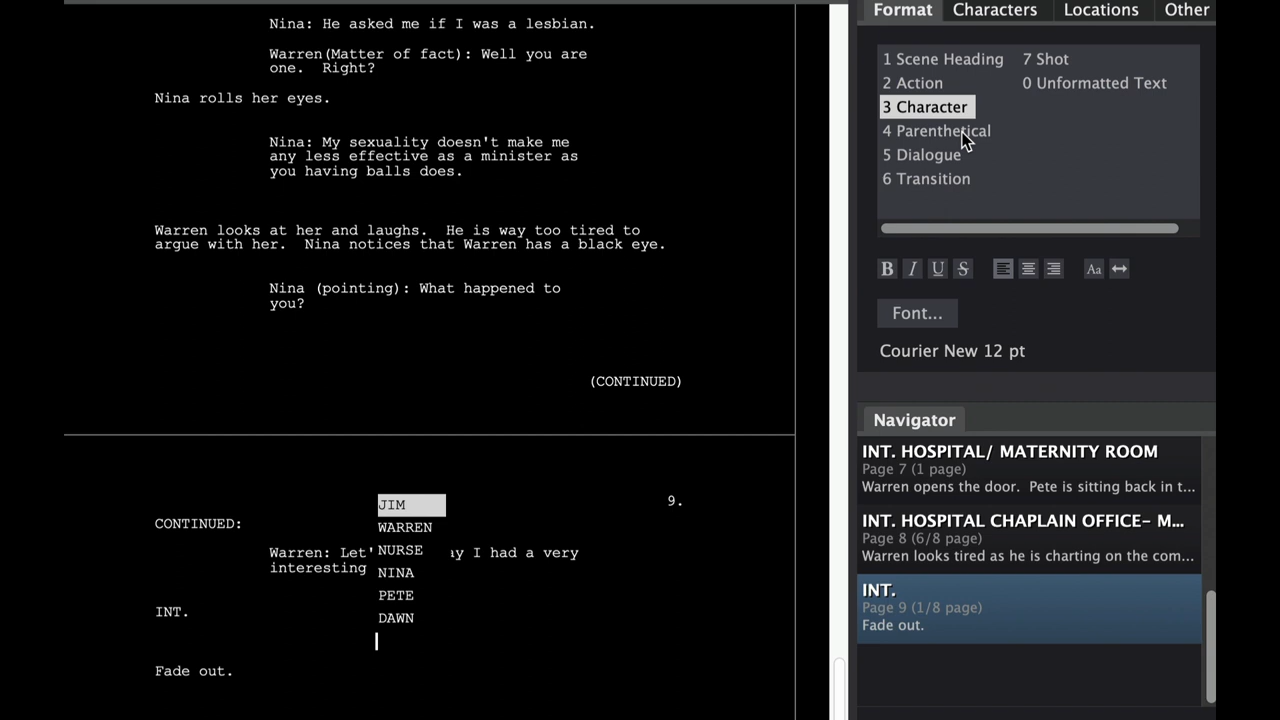 Nina: He asked me if I was a lesbian.
Warren(Matter of fact): Well you are
one.  Right?
Nina rolls her eyes.
Nina: My sexuality doesn't make me
any less effective as a minister as
you having balls does.
Warren looks at her and laughs.  He is way too tired to
argue with her.  Nina notices that Warren has a black eye.
Nina (pointing): What happened to
you?
(CONTINUED)
9.
CONTINUED:
JIM
WARREN
NURSE
NINA
PETE
DAWN
Warren: Let' ay I had a very
interesting
INT.
Fade out.
Format Characters Locations Other
1 Scene Heading
2 Action
3 Character
4 Parenthetical
5 Dialogue
6 Transition
7 Shot
0 Unformatted Text
B I U S Aa
Font...
Courier New 12 pt
Navigator
INT. HOSPITAL/ MATERNITY ROOM
Page 7 (1 page)
Warren opens the door.  Pete is sitting back in t...
INT. HOSPITAL CHAPLAIN OFFICE- M...
Page 8 (6/8 page)
Warren looks tired as he is charting on the com...
INT.
Page 9 (1/8 page)
Fade out.